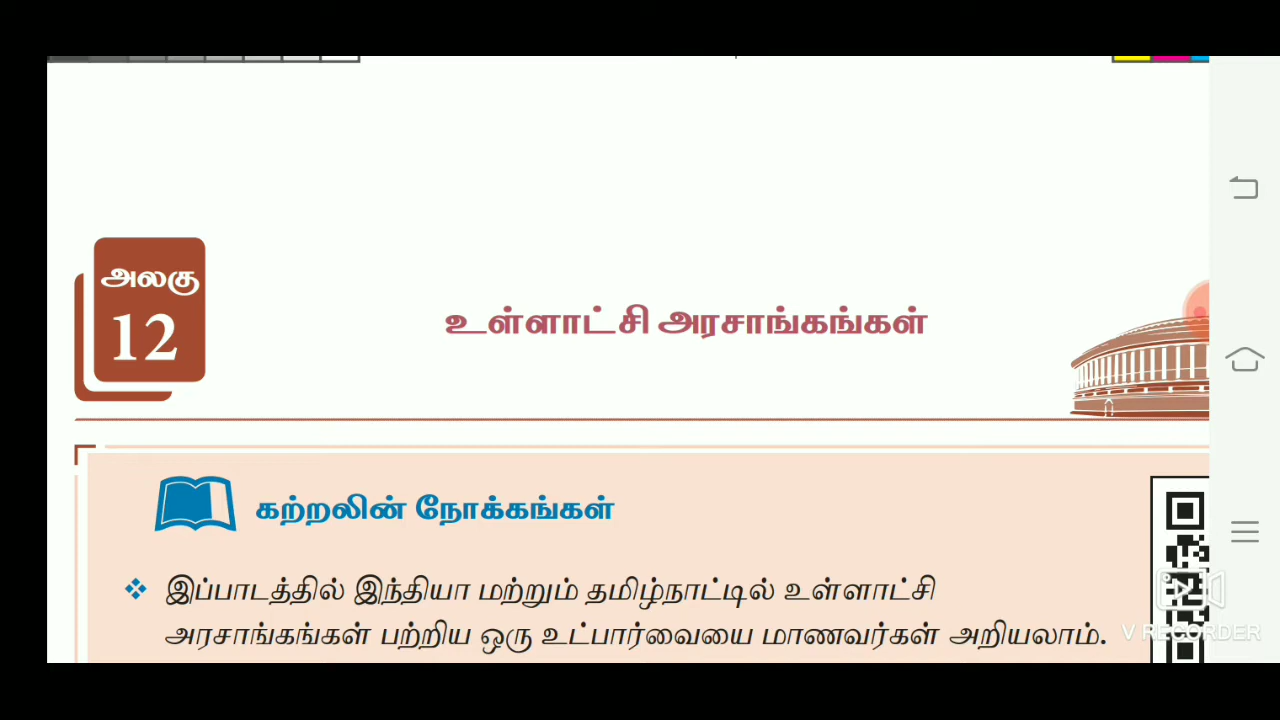 அலகு
12
உள்ளாட்சி அரசாங்கங்கள்
கற்றலின் நோக்கங்கள்
❖ இப்பாடத்தில் இந்தியா மற்றும் தமிழ்நாட்டில் உள்ளாட்சி
அரசாங்கங்கள் பற்றிய ஒரு உட்பார்வையை மாணவர்கள் அறியலாம்.
V RECORDER